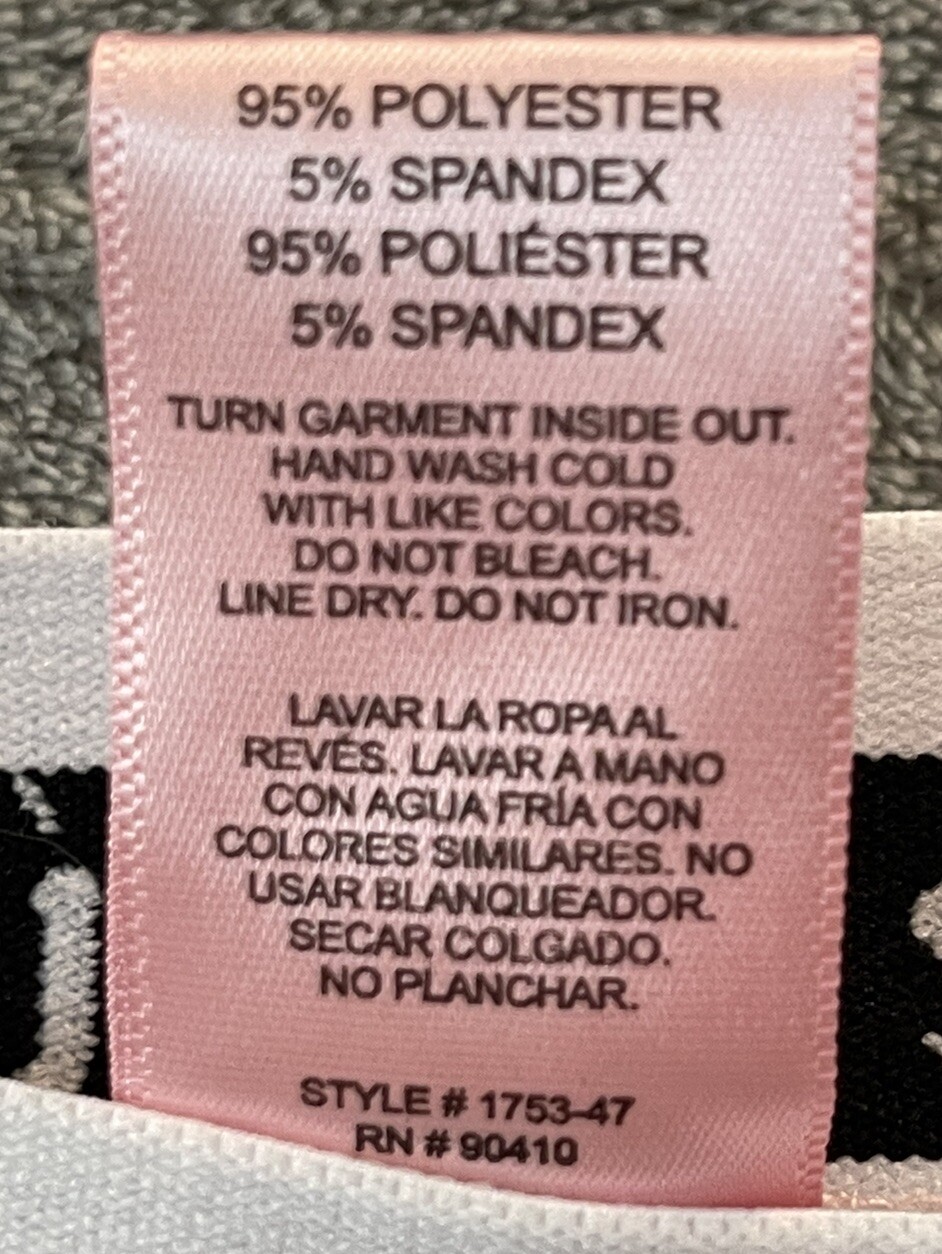 95% POLYESTER
5% SPANDEX
95% POLIÉSTER
5% SPANDEX
TURN GARMENT INSIDE OUT.
HAND WASH COLD
WITH LIKE COLORS.
DO NOT BLEACH.
LINE DRY. DO NOT IRON.
LAVAR LA ROPA AL
REVÉS. LAVAR A MANO
CON AGUA FRÍA CON
COLORES SIMILARES. NO
USAR BLANQUEADOR.
SECAR COLGADO.
NO PLANCHAR.
STYLE # 1753-47
RN # 90410